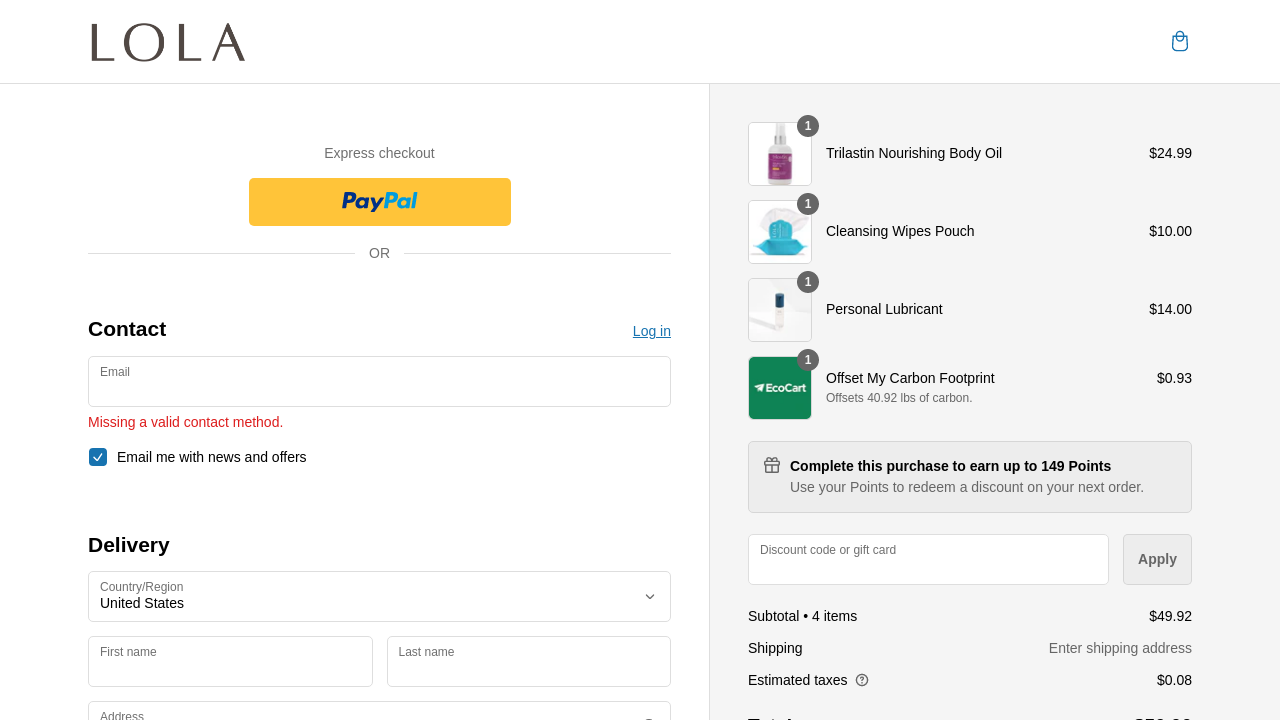 LOLA
Express checkout
PayPal
OR
Contact
Log in
Email
Missing a valid contact method.
Email me with news and offers
Delivery
Country/Region
United States
First name
Last name
Address
1
Trilastin Nourishing Body Oil
$24.99
1
Cleansing Wipes Pouch
$10.00
1
Personal Lubricant
$14.00
1
EcoCart
Offset My Carbon Footprint
$0.93
Offsets 40.92 lbs of carbon.
Complete this purchase to earn up to 149 Points
Use your Points to redeem a discount on your next order.
Discount code or gift card
Apply
Subtotal • 4 items
$49.92
Shipping
Enter shipping address
Estimated taxes
$0.08